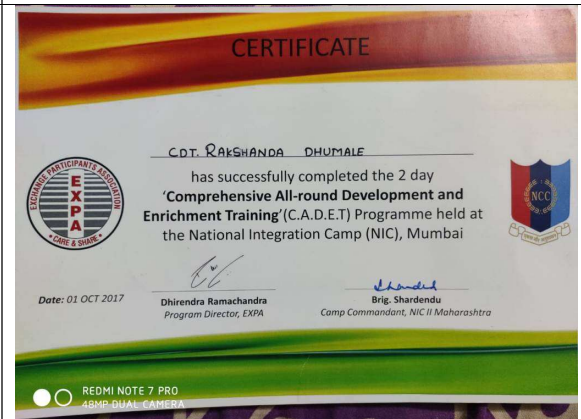 CERTIFICATE
CDT. RAKSHANDA DHUMALE
has successfully completed the 2 day
'Comprehensive All-round Development and
Enrichment Training'(C.A.D.E.T) Programme held at
the National Integration Camp (NIC), Mumbai
EXCHANGE PARTICIPANTS ASSOCIATION
EXPA
• CARE & SHARE •
NCC
Date: 01 OCT 2017
Dhirendra Ramachandra
Program Director, EXPA
Shardendu
Brig. Shardendu
Camp Commandant, NIC II Maharashtra
REDMI NOTE 7 PRO
48MP DUAL CAMERA